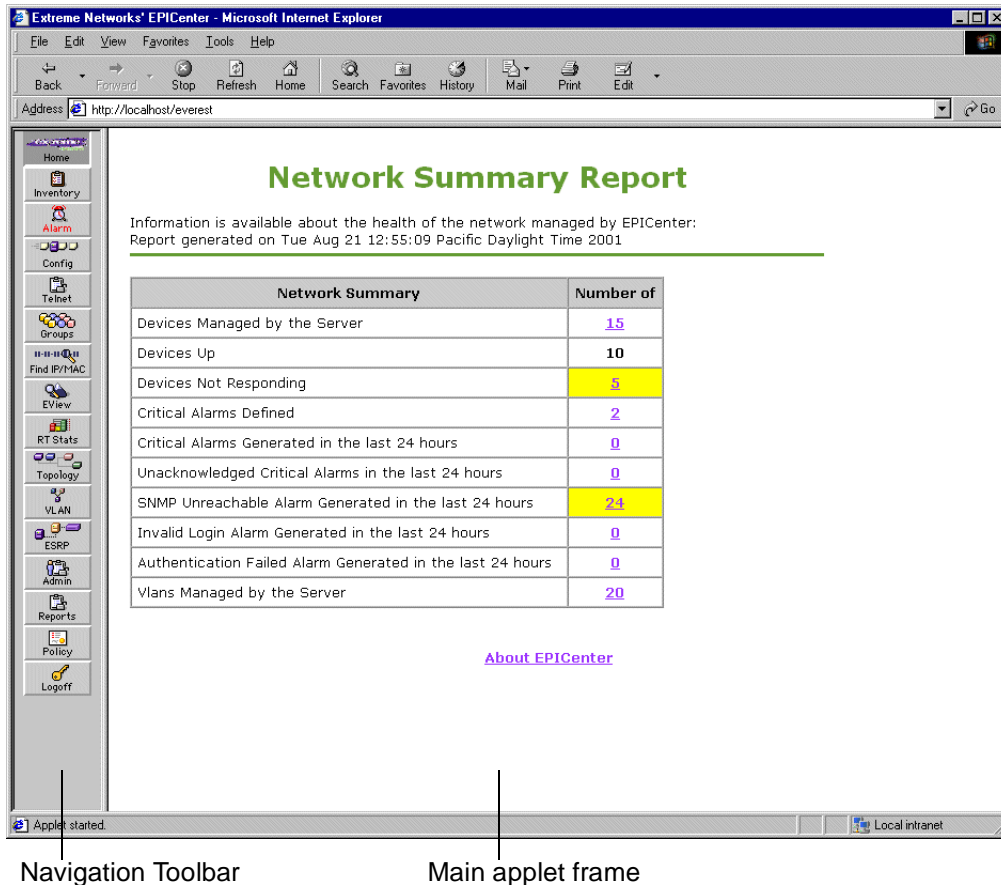 Extreme Networks' EPICenter - Microsoft Internet Explorer
File Edit View Favorites Tools Help
Back Forward Stop Refresh Home Search Favorites History Mail Print Edit
Address http://localhost/everest Go
Home
Inventory
Alarm
Config
Telnet
Groups
Find IP/MAC
EView
RT Stats
Topology
VLAN
ESRP
Admin
Reports
Policy
Logoff
Network Summary Report
Information is available about the health of the network managed by EPICenter:
Report generated on Tue Aug 21 12:55:09 Pacific Daylight Time 2001
Network Summary Number of
Devices Managed by the Server 15
Devices Up 10
Devices Not Responding 5
Critical Alarms Defined 2
Critical Alarms Generated in the last 24 hours 0
Unacknowledged Critical Alarms in the last 24 hours 0
SNMP Unreachable Alarm Generated in the last 24 hours 24
Invalid Login Alarm Generated in the last 24 hours 0
Authentication Failed Alarm Generated in the last 24 hours 0
Vlans Managed by the Server 20
About EPICenter
Applet started. Local intranet
Navigation Toolbar Main applet frame